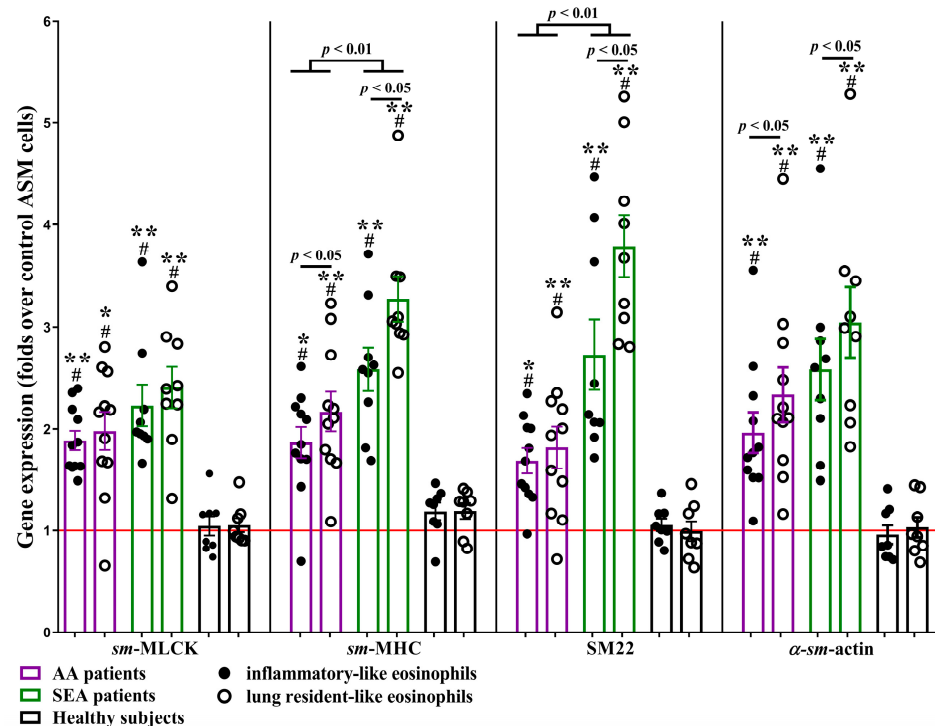 Gene expression (folds over control ASM cells)
6
5
4
3
2
1
0
** # * # ** # ** #
p < 0.01
p < 0.05
p < 0.05
* # ** # ** # ** #
p < 0.01
p < 0.05
* # ** # ** # ** #
p < 0.05
p < 0.05
** # ** # ** # ** #
sm-MLCK sm-MHC SM22 α-sm-actin
AA patients inflammatory-like eosinophils
SEA patients lung resident-like eosinophils
Healthy subjects